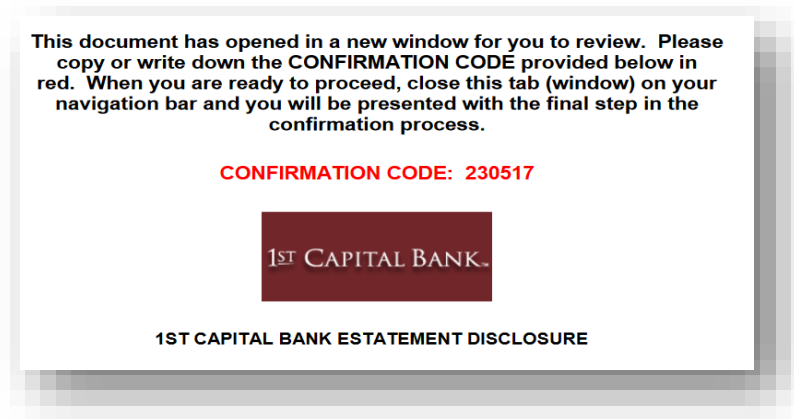 This document has opened in a new window for you to review.  Please
copy or write down the CONFIRMATION CODE provided below in
red.  When you are ready to proceed, close this tab (window) on your
navigation bar and you will be presented with the final step in the
confirmation process.
CONFIRMATION CODE:  230517
1ST CAPITAL BANK™
1ST CAPITAL BANK ESTATEMENT DISCLOSURE